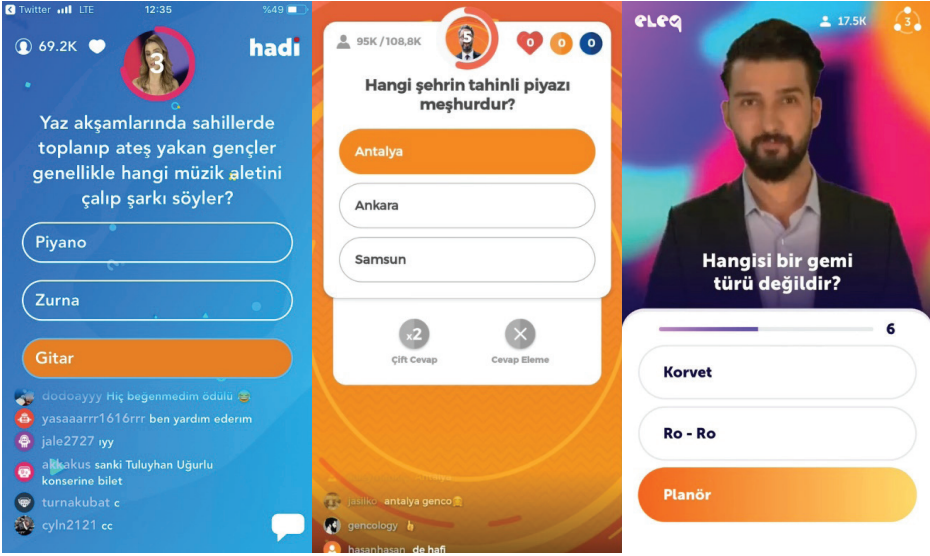 Twitter LTE 12:35 %49
69.2K
3
hadi
Yaz akşamlarında sahillerde
toplanıp ateş yakan gençler
genellikle hangi müzik aletini
çalıp şarkı söyler?
Piyano
Zurna
Gitar
dodoayyy Hiç beğenmedim ödülü 😂
yasaaarrr1616rrr ben yardım ederım
jale2727 ıyy
akkakus sanki Tuluyhan Uğurlu
konserine bilet
turnakubat c
cyln2121 cc
95K/108,8K
5
0 0 0
Hangi şehrin tahinli piyazı
meşhurdur?
Antalya
Ankara
Samsun
x2
Çift Cevap
Cevap Eleme
jasilko antalya genco
gencology
hasanhasan de hafi
eLeq
17.5K
3
Hangisi bir gemi
türü değildir?
6
Korvet
Ro - Ro
Planör